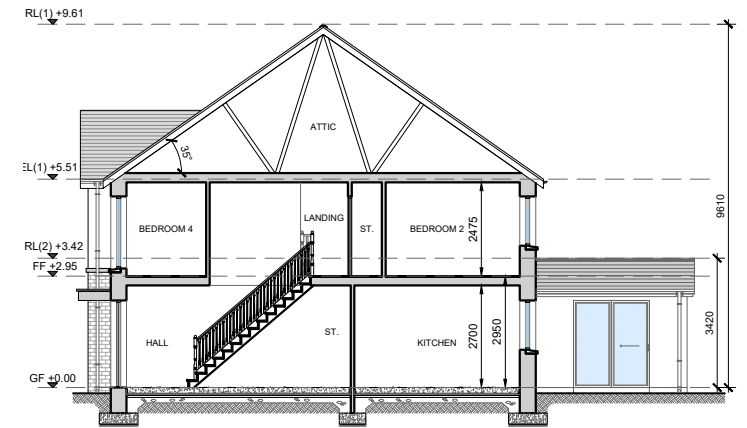 RL(1) +9.61
ATTIC
35°
EL(1) +5.51
BEDROOM 4
LANDING
ST.
BEDROOM 2
2475
9610
RL(2) +3.42
FF +2.95
HALL
ST.
KITCHEN
2700
2950
3420
GF +0.00